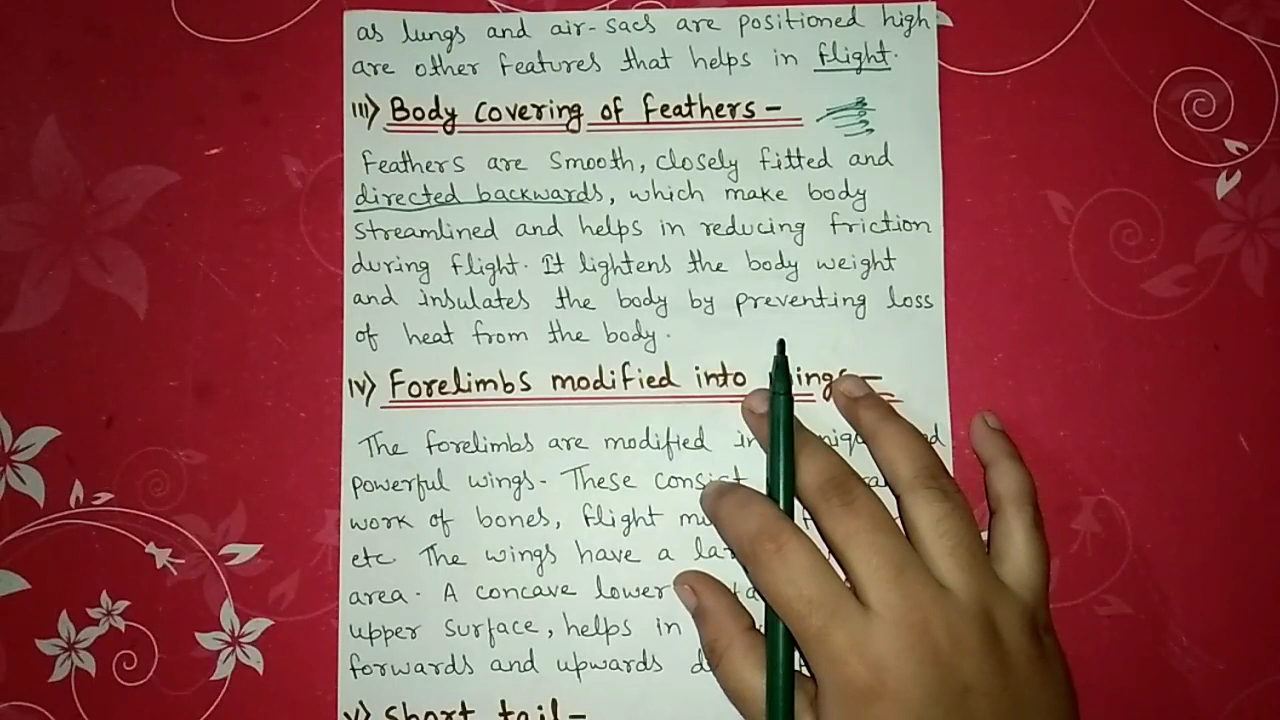 as lungs and air-sacs are positioned high
are other features that helps in flight.
III) Body covering of feathers-
Feathers are smooth, closely fitted and
directed backwards, which make body
streamlined and helps in reducing friction
during flight. It lightens the body weight
and insulates the body by preventing loss
of heat from the body.
IV) Forelimbs modified into wings-
The forelimbs are modified
powerful wings- These consist
work of bones, flight
etc The wings have a
area. A concave lower
upper surface, helps in
forwards and upwards
V) Short tail-